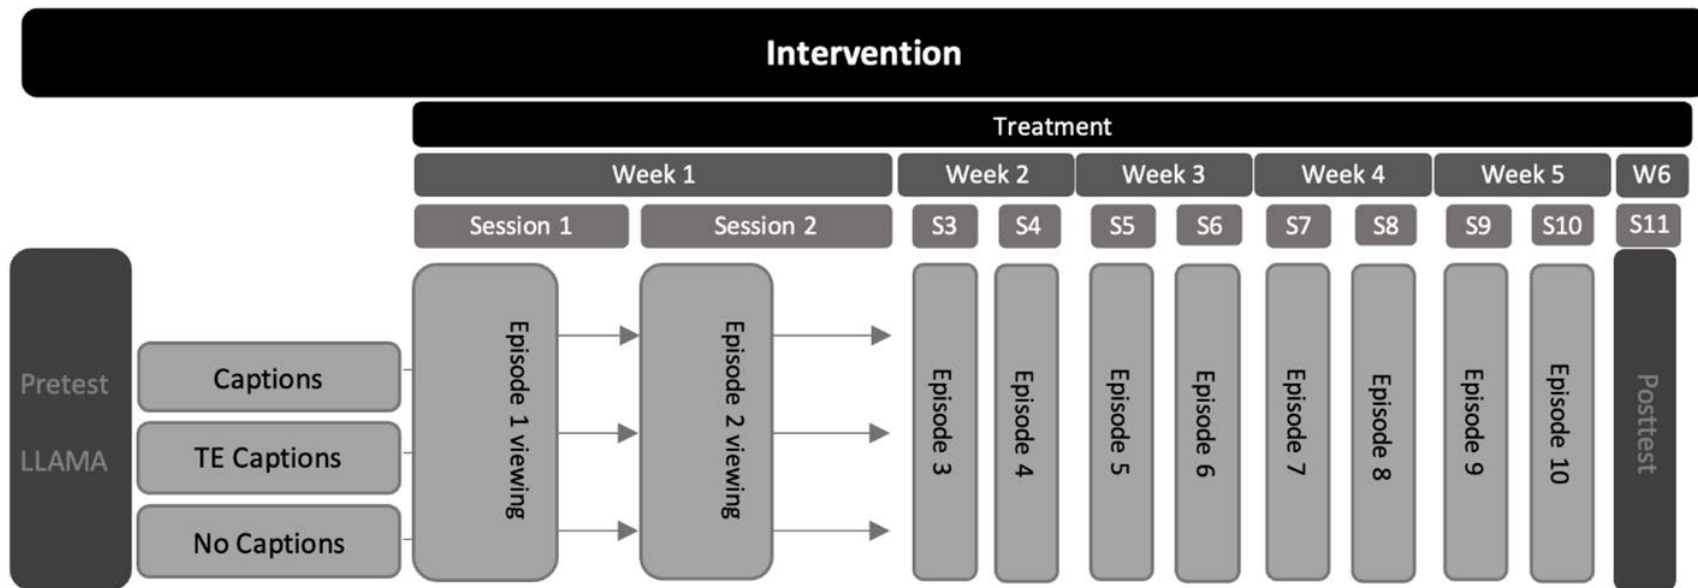 Intervention
Treatment
Week 1
Week 2
Week 3
Week 4
Week 5
W6
Session 1
Session 2
S3
S4
S5
S6
S7
S8
S9
S10
S11
Pretest
LLAMA
Captions
TE Captions
No Captions
Episode 1 viewing
Episode 2 viewing
Episode 3
Episode 4
Episode 5
Episode 6
Episode 7
Episode 8
Episode 9
Episode 10
Posttest